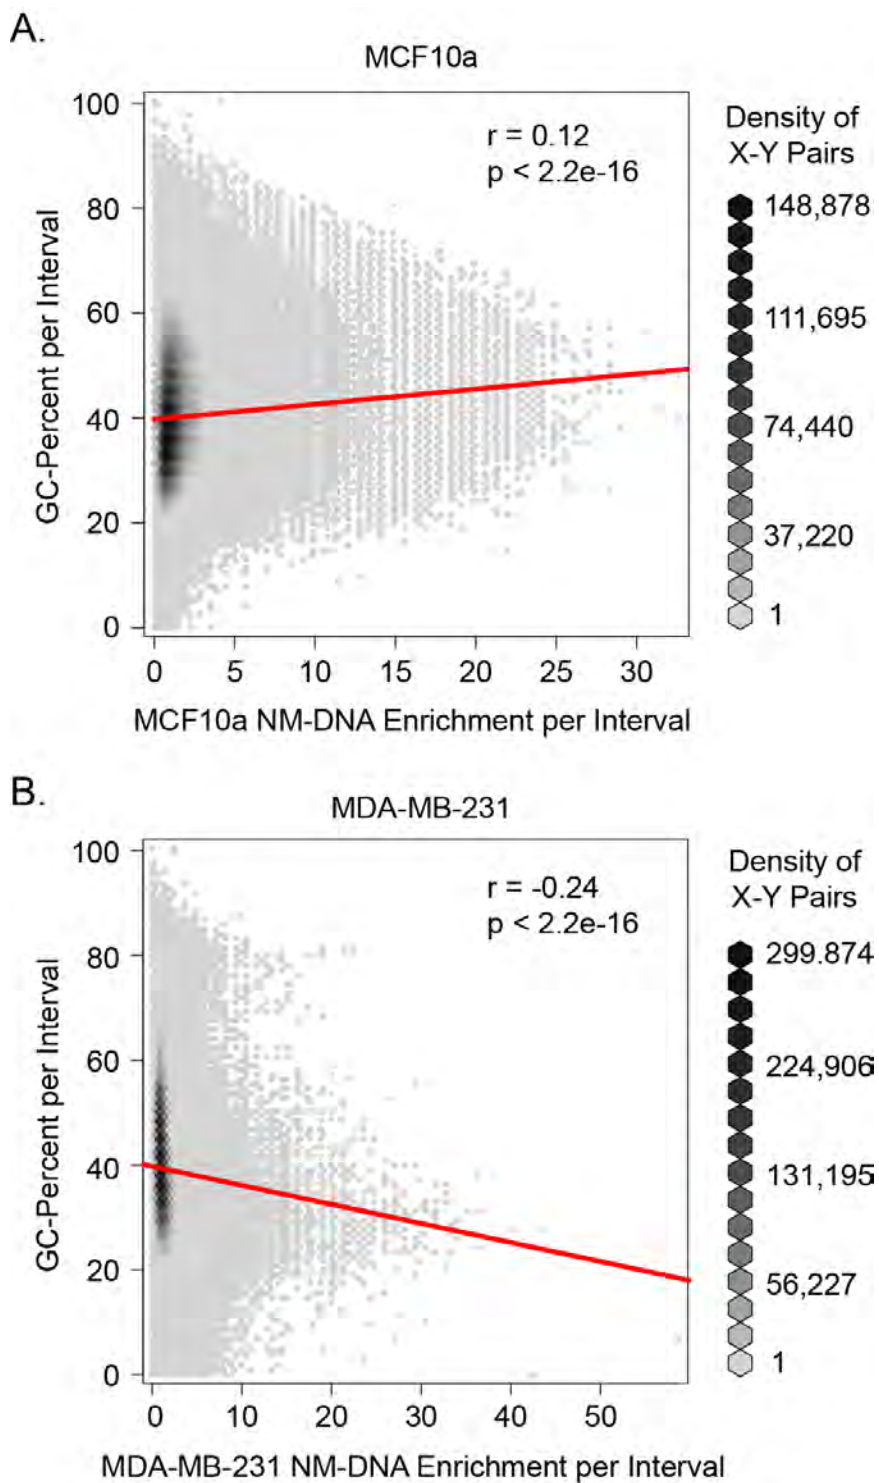 A.
MCF10a
r = 0.12
p < 2.2e-16
Density of
X-Y Pairs
148,878
111,695
74,440
37,220
1
GC-Percent per Interval
100
80
60
40
20
0
0 5 10 15 20 25 30
MCF10a NM-DNA Enrichment per Interval
B.
MDA-MB-231
r = -0.24
p < 2.2e-16
Density of
X-Y Pairs
299.874
224,906
131,195
56,227
1
GC-Percent per Interval
100
80
60
40
20
0
0 10 20 30 40 50
MDA-MB-231 NM-DNA Enrichment per Interval